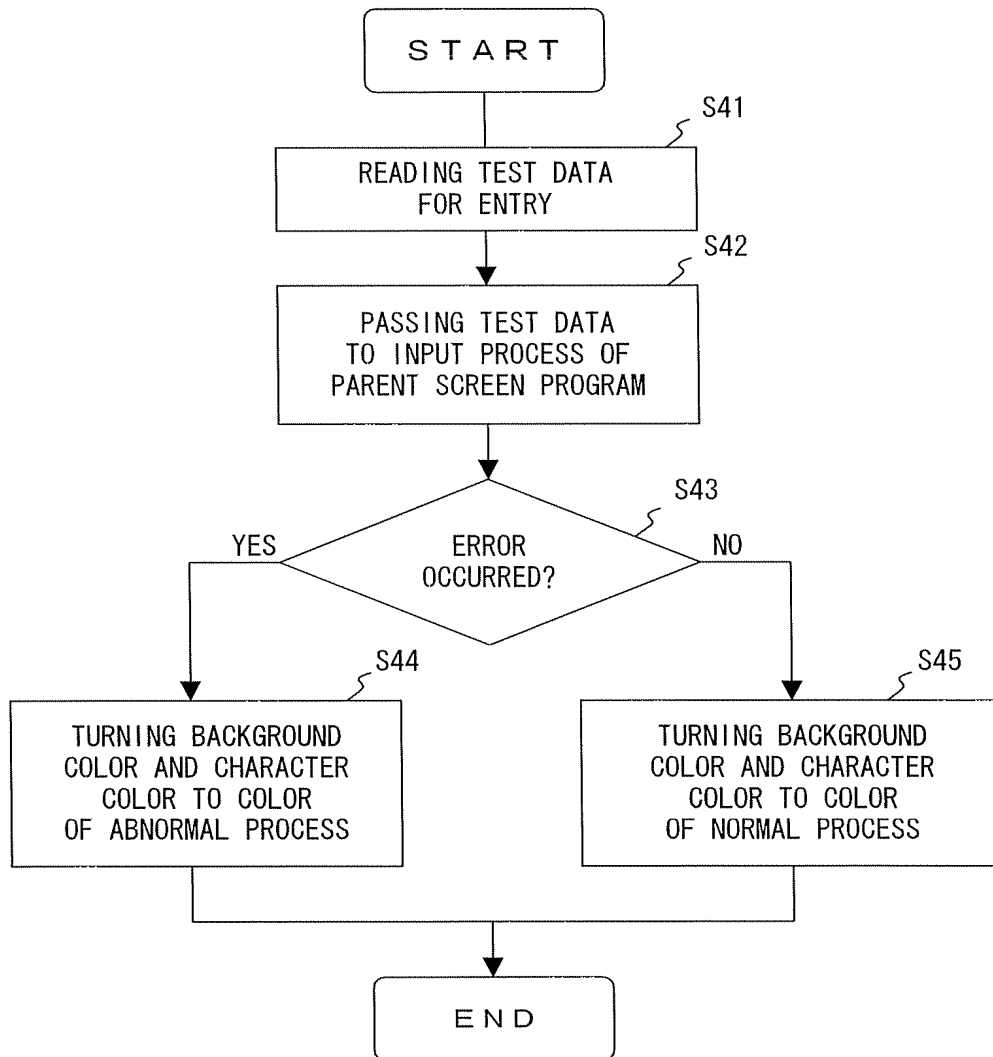 START
S41
READING TEST DATA
FOR ENTRY
S42
PASSING TEST DATA
TO INPUT PROCESS OF
PARENT SCREEN PROGRAM
S43
YES
ERROR
OCCURRED?
NO
S44
TURNING BACKGROUND
COLOR AND CHARACTER
COLOR TO COLOR
OF ABNORMAL PROCESS
S45
TURNING BACKGROUND
COLOR AND CHARACTER
COLOR TO COLOR
OF NORMAL PROCESS
END